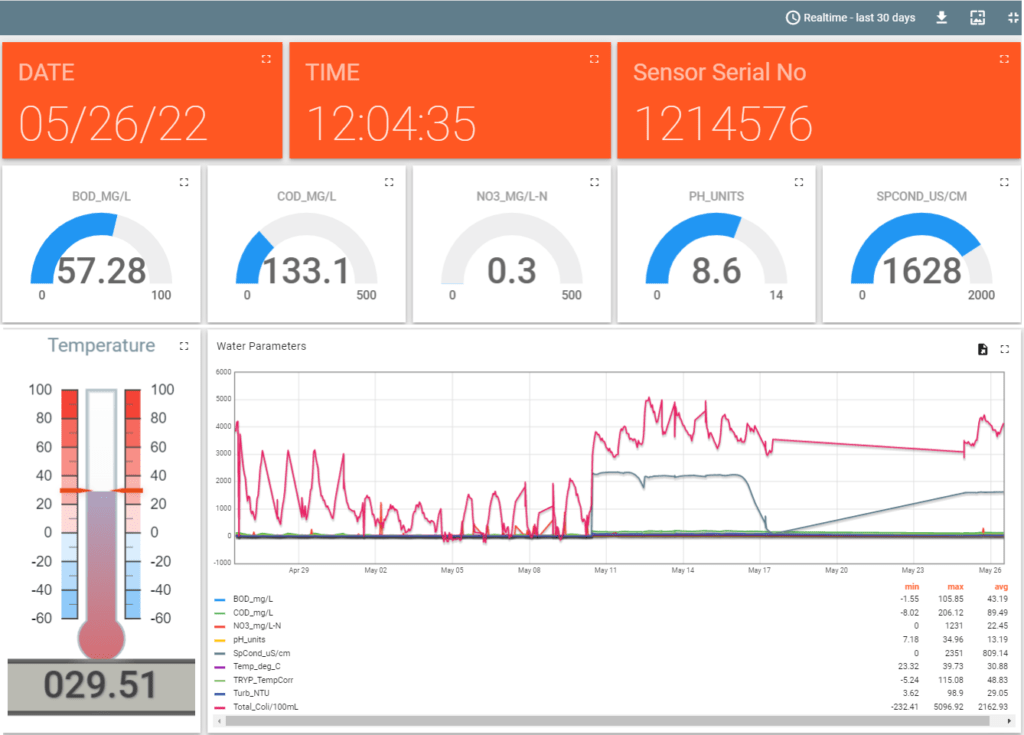 Realtime - last 30 days
DATE
TIME
Sensor Serial No
05/26/22
12:04:35
1214576
BOD_MG/L
COD_MG/L
NO3_MG/L-N
PH_UNITS
SPCOND_US/CM
57.28
133.1
0.3
8.6
1628
0 100
0 500
0 500
0 14
0 2000
Temperature
100 100
80 80
60 60
40 40
20 20
0 0
-20 -20
-40 -40
-60 -60
029.51
Water Parameters
6000
5000
4000
3000
2000
1000
0
-1000
Apr 29 May 02 May 05 May 08 May 11 May 14 May 17 May 20 May 23 May 26
min max avg
BOD_mg/L -1.55 105.85 43.19
COD_mg/L -8.02 206.12 89.49
NO3_mg/L-N 0 1231 22.45
pH_units 7.18 34.96 13.19
SpCond_uS/cm 0 2351 809.14
Temp_deg_C 23.32 39.73 30.88
TRYP_TempCorr -5.24 115.08 48.83
Turb_NTU 3.62 98.9 29.05
Total_Coli/100mL -232.41 5096.92 2162.93